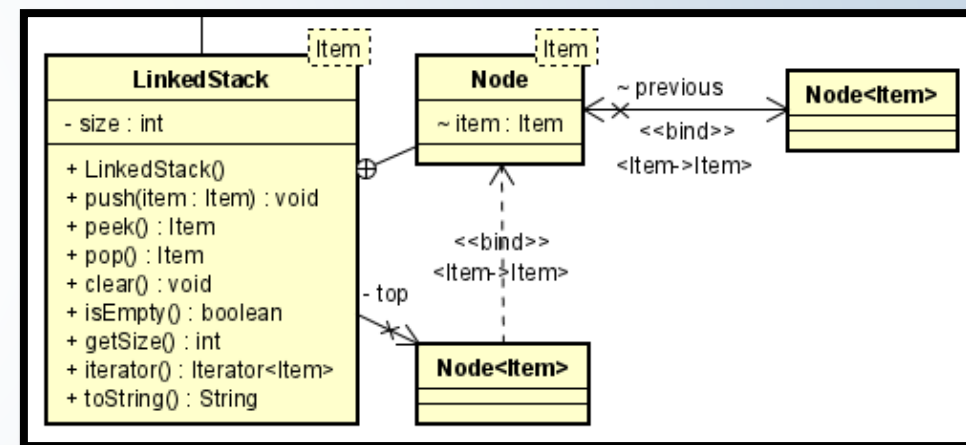 Item
LinkedStack
- size : int
+ LinkedStack()
+ push(item : Item) : void
+ peek() : Item
+ pop() : Item
+ clear() : void
+ isEmpty() : boolean
+ getSize() : int
+ iterator() : Iterator<Item>
+ toString() : String
Item
Node
~ item : Item
~ previous
<<bind>>
<Item->Item>
Node<Item>
<<bind>>
<Item->Item>
- top
Node<Item>